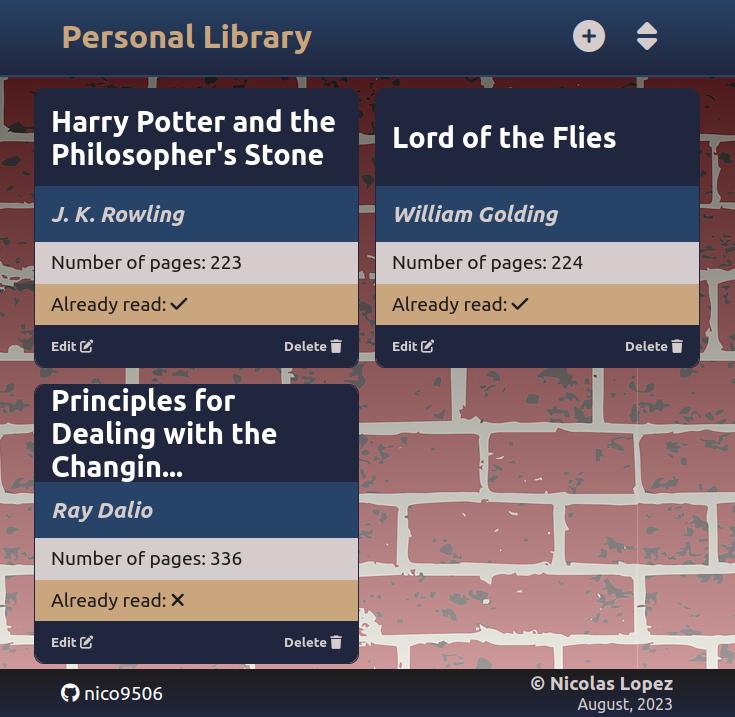 Personal Library
Harry Potter and the
Philosopher's Stone
J. K. Rowling
Number of pages: 223
Already read:
Edit
Delete
Lord of the Flies
William Golding
Number of pages: 224
Already read:
Edit
Delete
Principles for
Dealing with the
Changin...
Ray Dalio
Number of pages: 336
Already read:
Edit
Delete
nico9506
© Nicolas Lopez
August, 2023